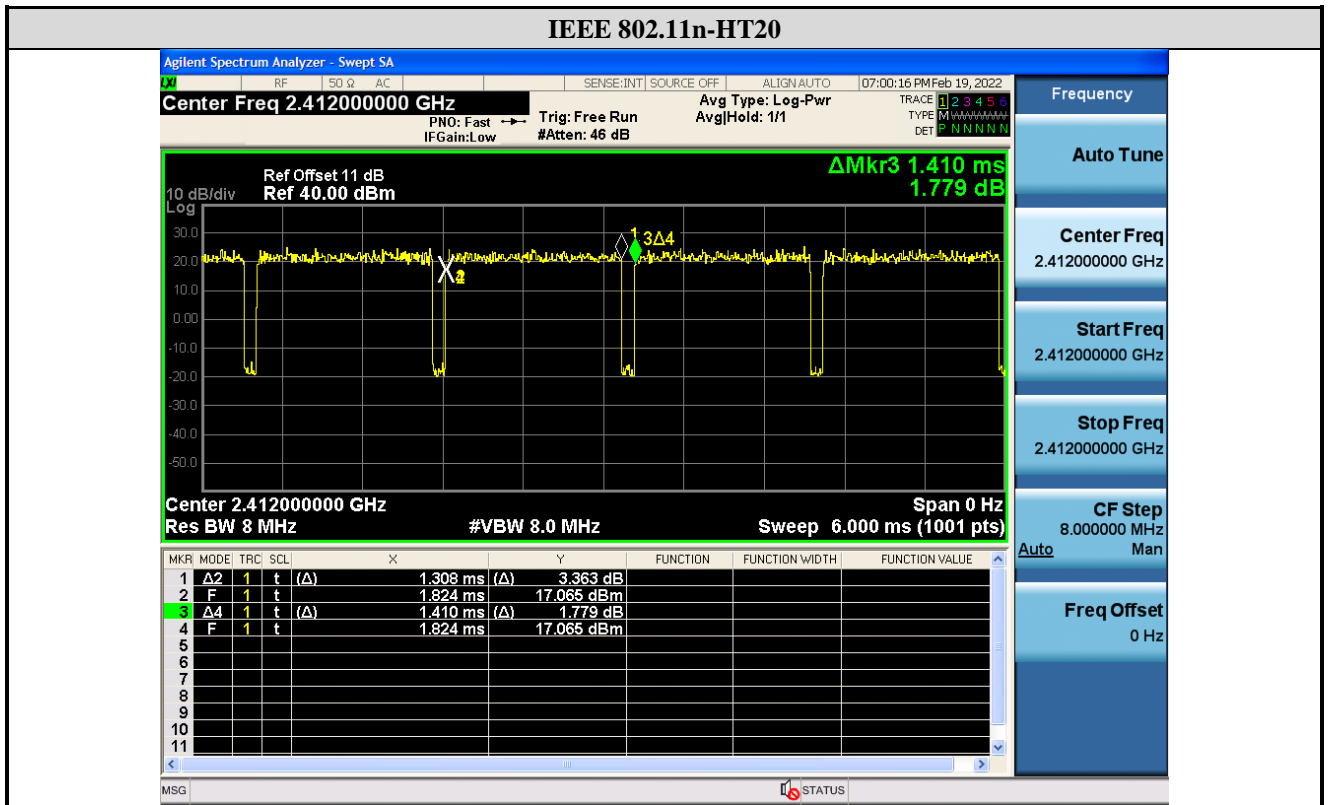 IEEE 802.11n-HT20
Agilent Spectrum Analyzer - Swept SA
LXI RF 50 Ω AC SENSE:INT SOURCE OFF ALIGN AUTO 07:00:16 PM Feb 19, 2022
Center Freq 2.412000000 GHz
PNO: Fast
IFGain:Low
Trig: Free Run
#Atten: 46 dB
Avg Type: Log-Pwr
Avg|Hold: 1/1
TRACE 1 2 3 4 5 6
TYPE M WWWWW
DET P N N N N N
Frequency
ΔMkr3 1.410 ms
1.779 dB
Ref Offset 11 dB
10 dB/div Ref 40.00 dBm
Log
30.0
20.0
10.0
0.00
-10.0
-20.0
-30.0
-40.0
-50.0
1 3Δ4
2
Center 2.412000000 GHz Span 0 Hz
Res BW 8 MHz #VBW 8.0 MHz Sweep 6.000 ms (1001 pts)
MKR MODE TRC SCL X Y FUNCTION FUNCTION WIDTH FUNCTION VALUE
1 Δ2 1 t (Δ) 1.308 ms (Δ) 3.363 dB
2 F 1 t 1.824 ms 17.065 dBm
3 Δ4 1 t (Δ) 1.410 ms (Δ) 1.779 dB
4 F 1 t 1.824 ms 17.065 dBm
5
6
7
8
9
10
11
Auto Tune
Center Freq
2.412000000 GHz
Start Freq
2.412000000 GHz
Stop Freq
2.412000000 GHz
CF Step
8.000000 MHz
Auto Man
Freq Offset
0 Hz
MSG STATUS